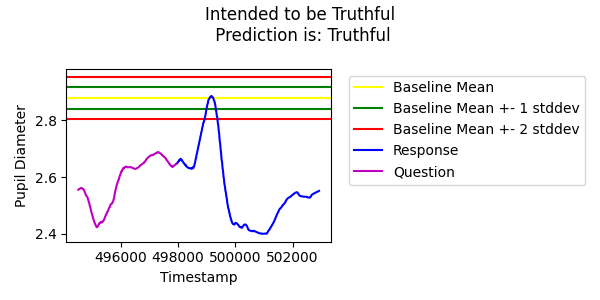 Intended to be Truthful
Prediction is: Truthful
Pupil Diameter
2.8
2.6
2.4
496000 498000 500000 502000
Timestamp
Baseline Mean
Baseline Mean +- 1 stddev
Baseline Mean +- 2 stddev
Response
Question